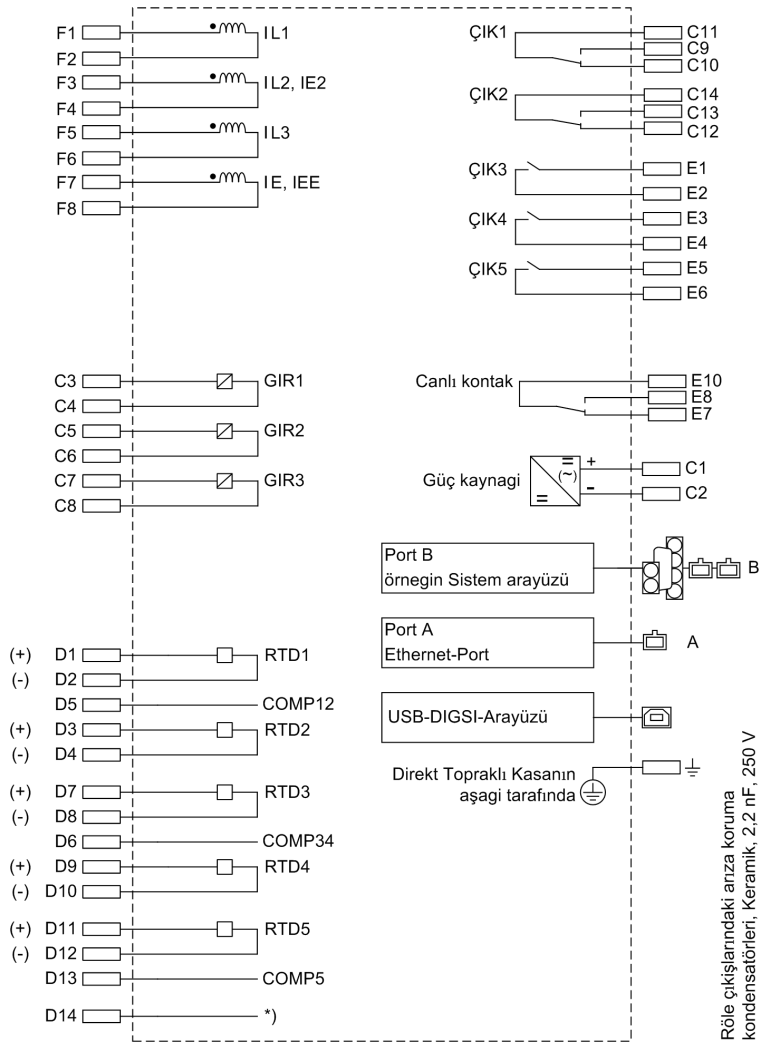 F1 IL1
F2
F3 IL2, IE2
F4
F5 IL3
F6
F7 IE, IEE
F8
C3 GIR1
C4
C5 GIR2
C6
C7 GIR3
C8
(+) D1 RTD1
(-) D2
D5 COMP12
(+) D3 RTD2
(-) D4
(+) D7 RTD3
(-) D8
D6 COMP34
(+) D9 RTD4
(-) D10
(+) D11 RTD5
(-) D12
D13 COMP5
D14 *)
ÇIK1 C11
C9
C10
ÇIK2 C14
C13
C12
ÇIK3 E1
E2
ÇIK4 E3
E4
ÇIK5 E5
E6
Canlı kontak E10
E8
E7
Güç kaynagi = (~) = + C1
- C2
Port B
örnegin Sistem arayüzü B
Port A
Ethernet-Port A
USB-DIGSI-Arayüzü
Direkt Topraklı Kasanın
aşagi tarafında
Röle çıkişlarındaki arıza koruma
kondensatörleri, Keramik, 2,2 nF, 250 V